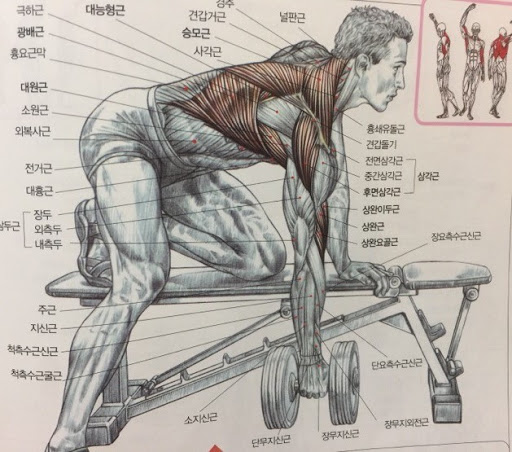 경추
극하근
대능형근
견갑거근
널판근
광배근
승모근
흉요근막
사각근
대원근
소원근
외복사근
흉쇄유돌근
견갑돌기
전면삼각근
중간삼각근
삼각근
후면삼각근
전거근
대흉근
상완이두근
장두
외측두
내측두
상완근
상완요골근
장요측수근신근
주근
지신근
척측수근신근
척측수근굴근
단요측수근신근
소지신근
단무지신근
장무지신근
장무지외전근